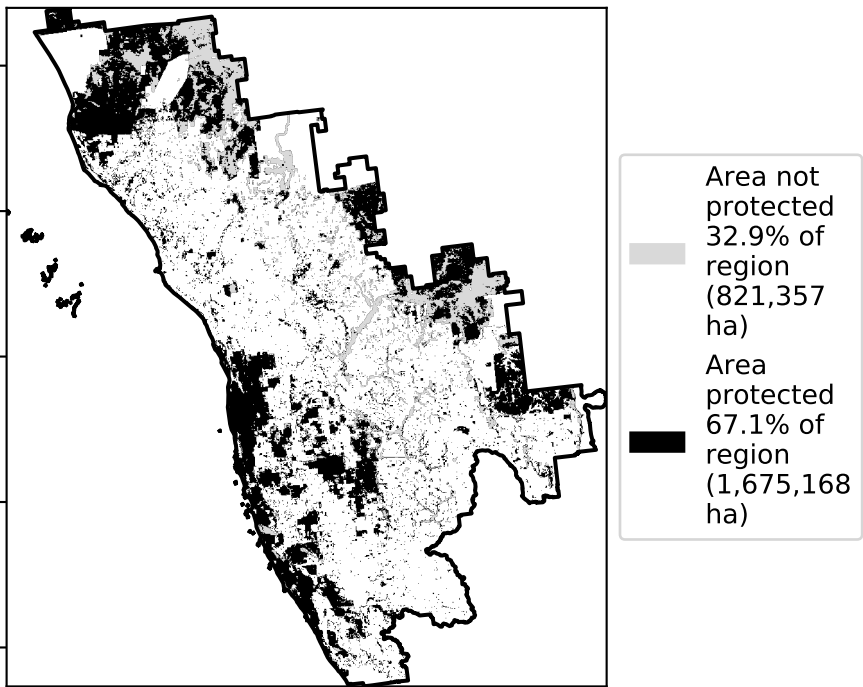 Area not
protected
32.9% of
region
(821,357
ha)
Area
protected
67.1% of
region
(1,675,168
ha)